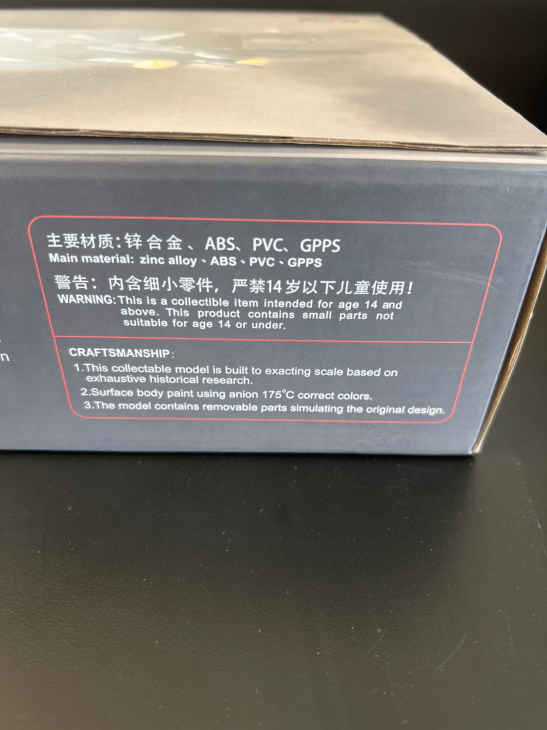 主要材质：锌合金、ABS、PVC、GPPS
Main material: zinc alloy、ABS、PVC、GPPS
警告：内含细小零件，严禁14岁以下儿童使用！
WARNING: This is a collectible item intended for age 14 and
above. This product contains small parts not
suitable for age 14 or under.
CRAFTSMANSHIP:
1.This collectable model is built to exacting scale based on
exhaustive historical research.
2.Surface body paint using anion 175°C correct colors.
3.The model contains removable parts simulating the original design.